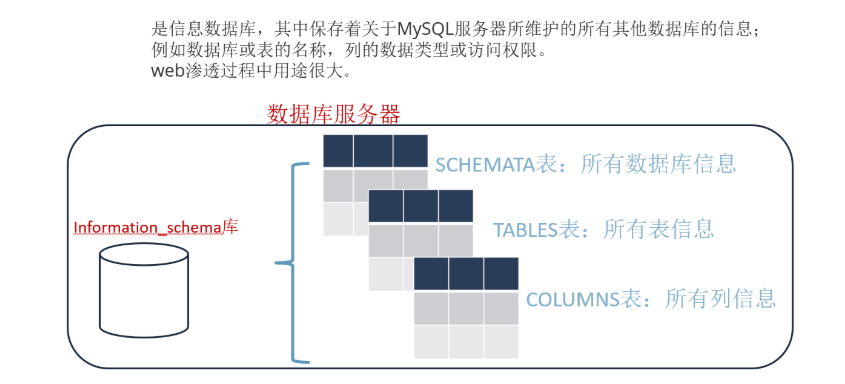 是信息数据库，其中保存着关于MySQL服务器所维护的所有其他数据库的信息；
例如数据库或表的名称，列的数据类型或访问权限。
web渗透过程中用途很大。
数据库服务器
SCHEMATA表：所有数据库信息
Information_schema库
TABLES表：所有表信息
COLUMNS表：所有列信息